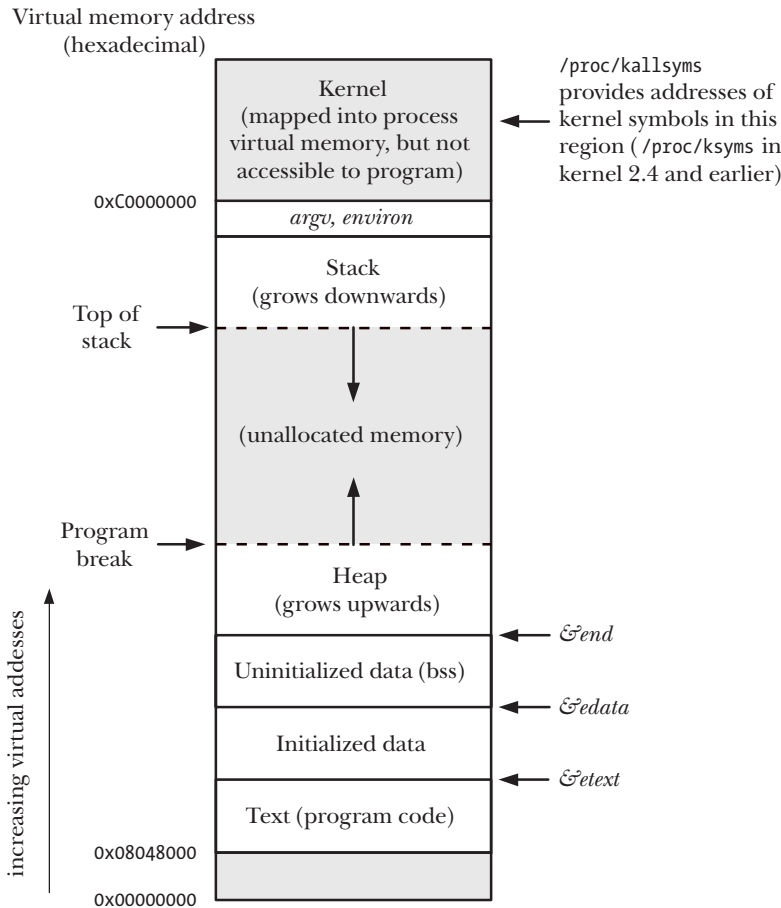 Virtual memory address
(hexadecimal)
/proc/kallsyms
provides addresses of
kernel symbols in this
region (/proc/ksyms in
kernel 2.4 and earlier)
Kernel
(mapped into process
virtual memory, but not
accessible to program)
0xC0000000
argv, environ
Stack
(grows downwards)
Top of
stack
(unallocated memory)
Program
break
Heap
(grows upwards)
&end
Uninitialized data (bss)
&edata
Initialized data
&etext
Text (program code)
0x08048000
0x00000000
increasing virtual addesses